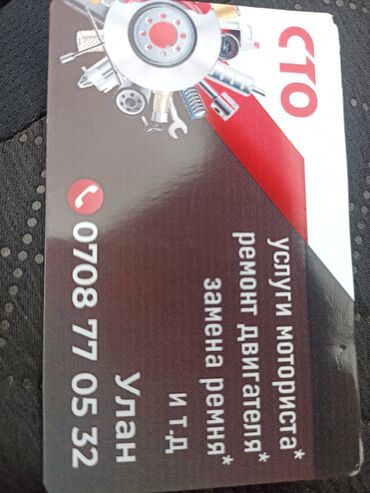 СТО
услуги моториста*
ремонт двигателя*
замена ремня*
и т.д
Улан
0708 77 05 32